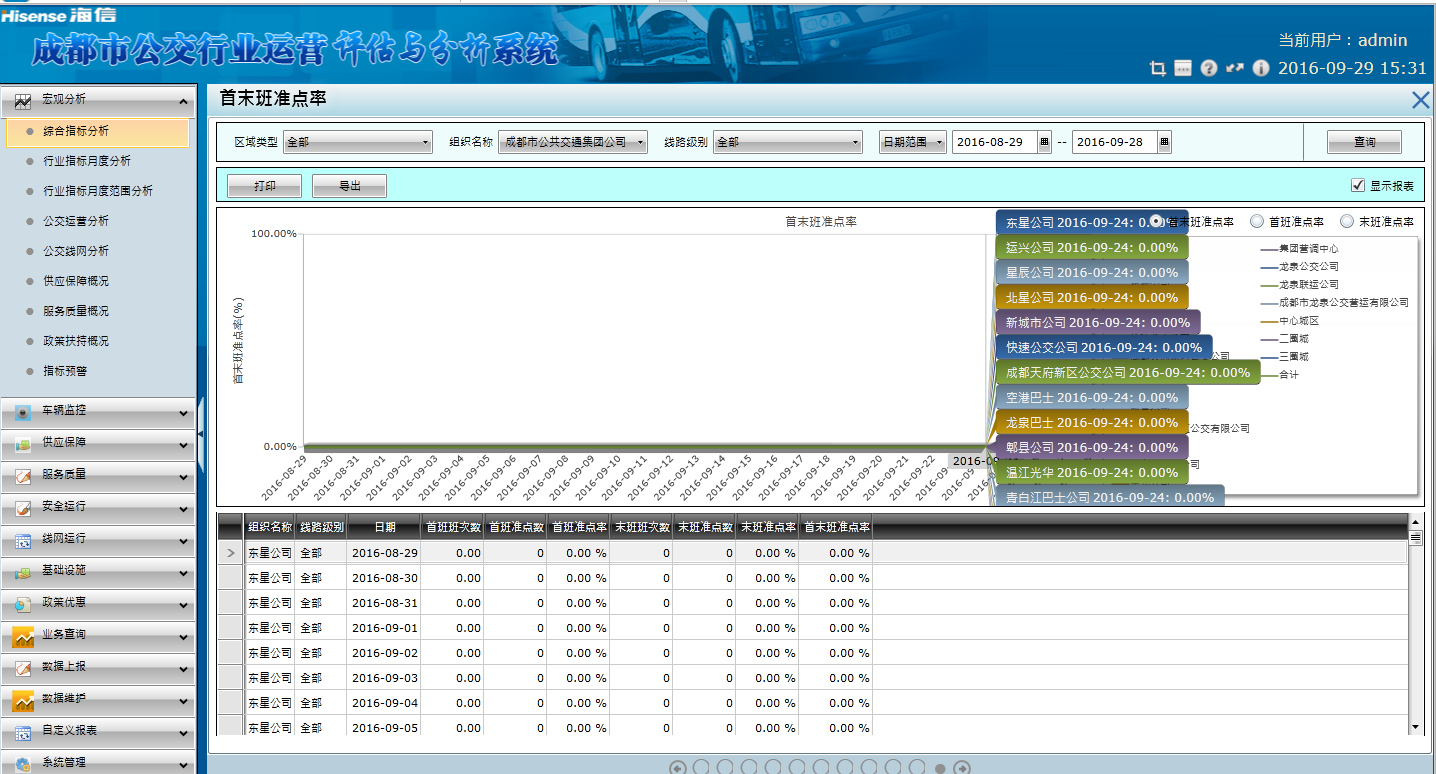 Hisense 海信
成都市公交行业运营评估与分析系统
当前用户：admin
2016-09-29 15:31
宏观分析
综合指标分析
行业指标月度分析
行业指标月度范围分析
公交运营分析
公交线网分析
供应保障概况
服务质量概况
政策扶持概况
指标预警
车辆监控
供应保障
服务质量
安全运行
线网运行
基础设施
政策优惠
业务查询
数据上报
数据维护
自定义报表
系统管理
首末班准点率
区域类型 全部 组织名称 成都市公共交通集团公司 线路级别 全部 日期范围 2016-08-29 -- 2016-09-28 查询
打印 导出 显示报表
首末班准点率
首末班准点率 首班准点率 末班准点率
100.00%
首末班准点率(%)
0.00%
2016-08-29
2016-08-30
2016-08-31
2016-09-01
2016-09-02
2016-09-03
2016-09-04
2016-09-05
2016-09-06
2016-09-07
2016-09-08
2016-09-09
2016-09-10
2016-09-11
2016-09-12
2016-09-13
2016-09-14
2016-09-15
2016-09-16
2016-09-17
2016-09-18
2016-09-19
2016-09-20
2016-09-21
2016-09-22
东星公司 2016-09-24: 0.00%
运兴公司 2016-09-24: 0.00%
星辰公司 2016-09-24: 0.00%
北星公司 2016-09-24: 0.00%
新城市公司 2016-09-24: 0.00%
快速公交公司 2016-09-24: 0.00%
成都天府新区公交公司 2016-09-24: 0.00%
空港巴士 2016-09-24: 0.00%
龙泉巴士 2016-09-24: 0.00%
郫县公司 2016-09-24: 0.00%
温江光华 2016-09-24: 0.00%
青白江巴士公司 2016-09-24: 0.00%
集团营调中心
龙泉公交公司
龙泉联运公司
成都市龙泉公交营运有限公司
中心城区
二圈城
三圈城
合计
公交有限公司
组织名称 线路级别 日期 首班班次数 首班准点数 首班准点率 末班班次数 末班准点数 末班准点率 首末班准点率
东星公司 全部 2016-08-29 0.00 0 0.00 % 0 0 0.00 % 0.00 %
东星公司 全部 2016-08-30 0.00 0 0.00 % 0 0 0.00 % 0.00 %
东星公司 全部 2016-08-31 0.00 0 0.00 % 0 0 0.00 % 0.00 %
东星公司 全部 2016-09-01 0.00 0 0.00 % 0 0 0.00 % 0.00 %
东星公司 全部 2016-09-02 0.00 0 0.00 % 0 0 0.00 % 0.00 %
东星公司 全部 2016-09-03 0.00 0 0.00 % 0 0 0.00 % 0.00 %
东星公司 全部 2016-09-04 0.00 0 0.00 % 0 0 0.00 % 0.00 %
东星公司 全部 2016-09-05 0.00 0 0.00 % 0 0 0.00 % 0.00 %